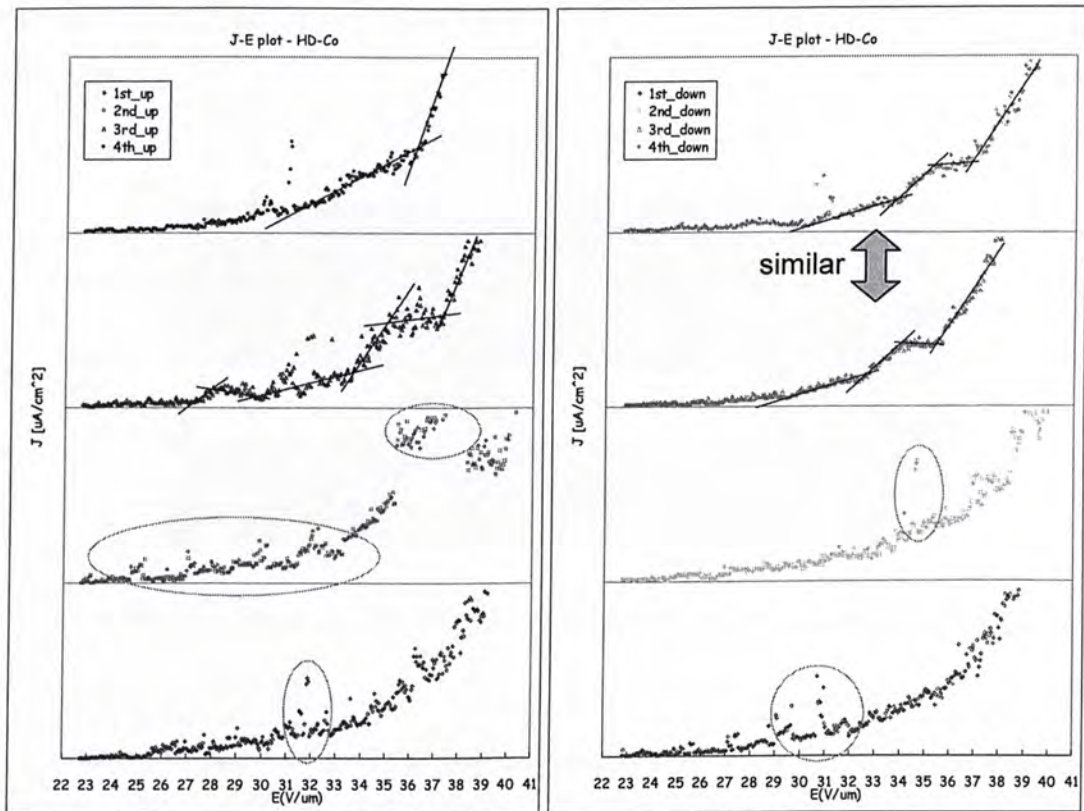 J-E plot - HD-Co
1st_up
2nd_up
3rd_up
4th_up
J [uA/cm^2]
22 23 24 25 26 27 28 29 30 31 32 33 34 35 36 37 38 39 40 41
E(V/um)
J-E plot - HD-Co
1st_down
2nd_down
3rd_down
4th_down
similar
J [uA/cm^2]
22 23 24 25 26 27 28 29 30 31 32 33 34 35 36 37 38 39 40 41
E(V/um)